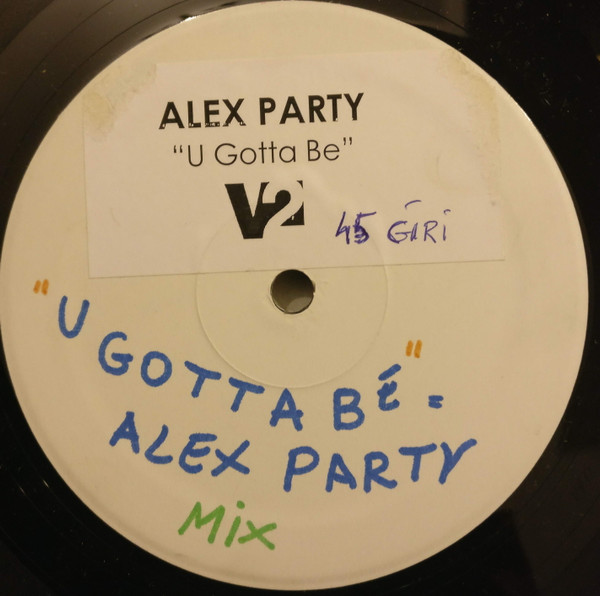 ALEX PARTY
“U Gotta Be”
V2 45 GiRi
"U GOTTA Bé" =
ALEX PARTY
Mix